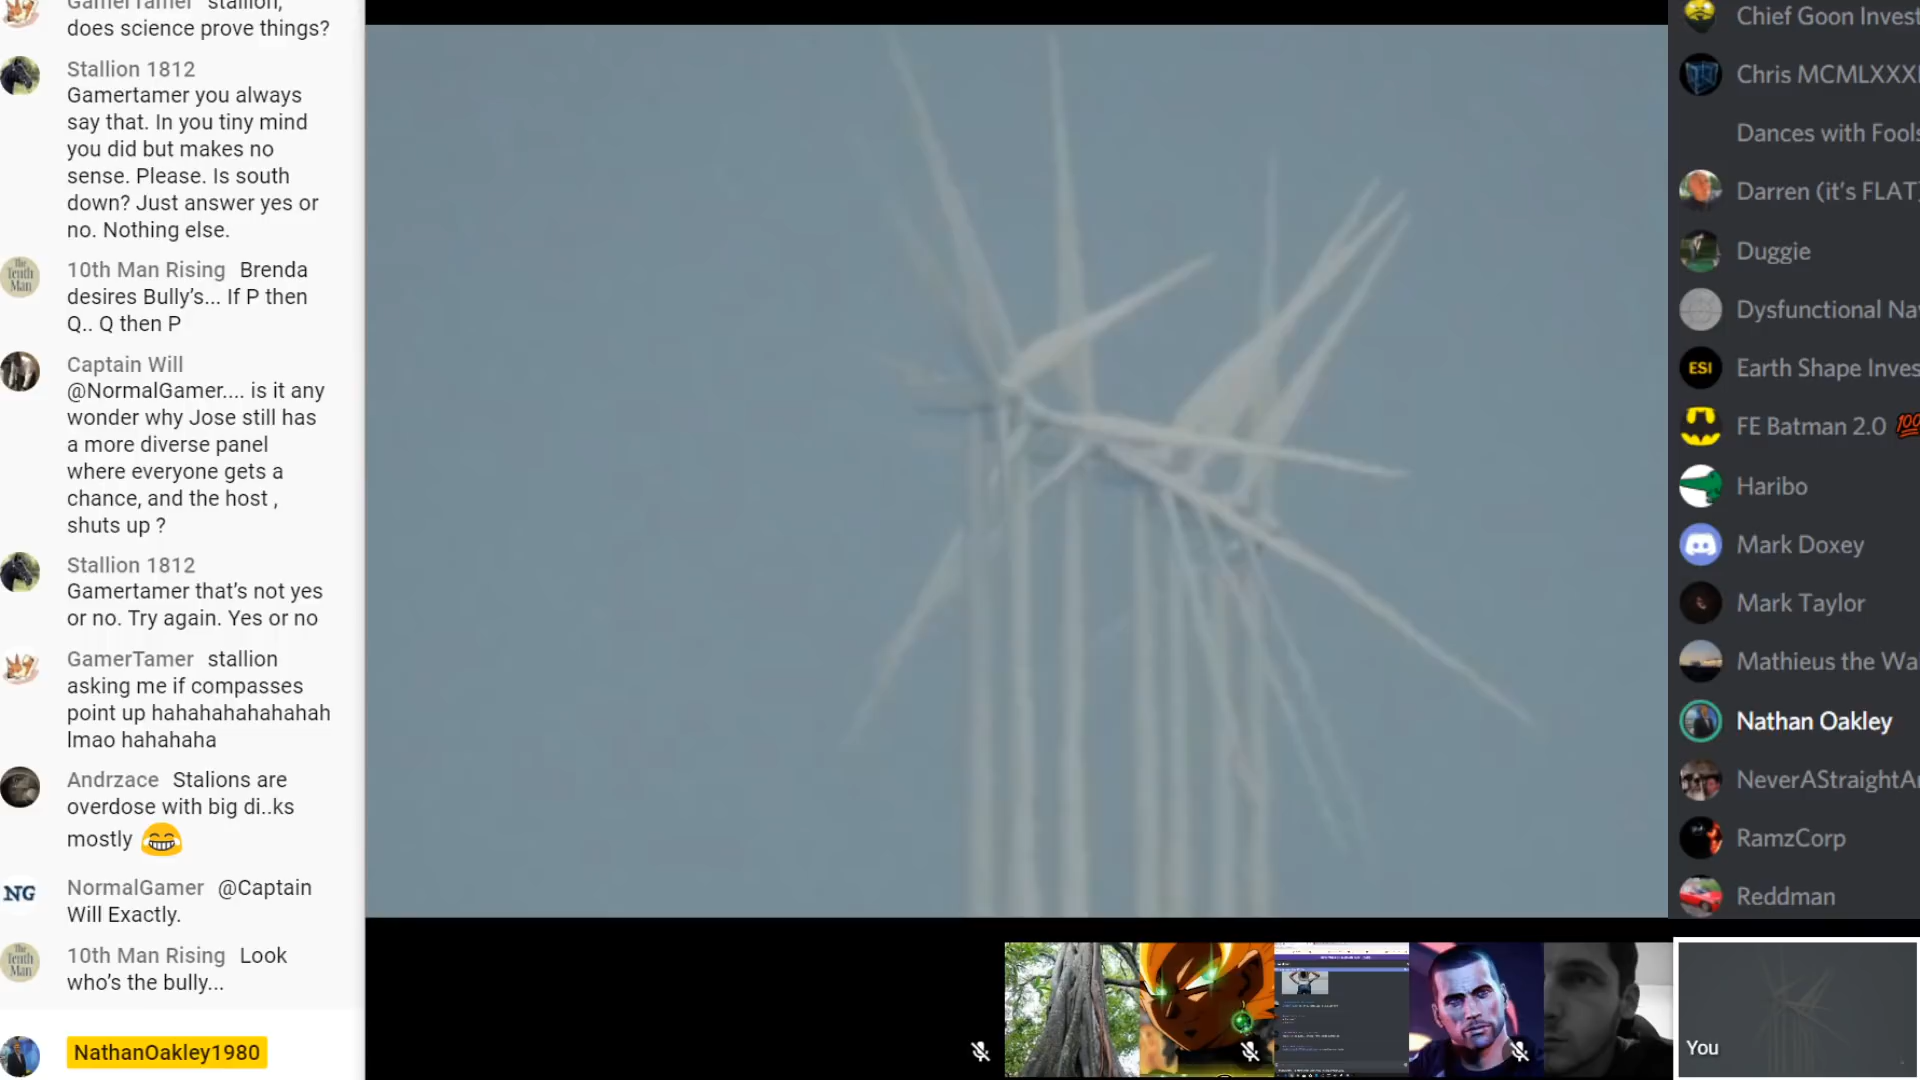 GamerTamer stallion,
does science prove things?
Stallion 1812
Gamertamer you always
say that. In you tiny mind
you did but makes no
sense. Please. Is south
down? Just answer yes or
no. Nothing else.
10th Man Rising Brenda
desires Bully's... If P then
Q.. Q then P
Captain Will
@NormalGamer.... is it any
wonder why Jose still has
a more diverse panel
where everyone gets a
chance, and the host ,
shuts up ?
Stallion 1812
Gamertamer that's not yes
or no. Try again. Yes or no
GamerTamer stallion
asking me if compasses
point up hahahahahahahah
lmao hahahaha
Andrzace Stalions are
overdose with big di..ks
mostly 😂
NG NormalGamer @Captain
Will Exactly.
10th Man Rising Look
who's the bully...
NathanOakley1980
Chief Goon Invest
Chris MCMLXXX
Dances with Fools
Darren (it's FLAT)
Duggie
Dysfunctional Na
ESI Earth Shape Inves
FE Batman 2.0 💯
Haribo
Mark Doxey
Mark Taylor
Mathieus the Wa
Nathan Oakley
NeverAStraightA
RamzCorp
Reddman
You